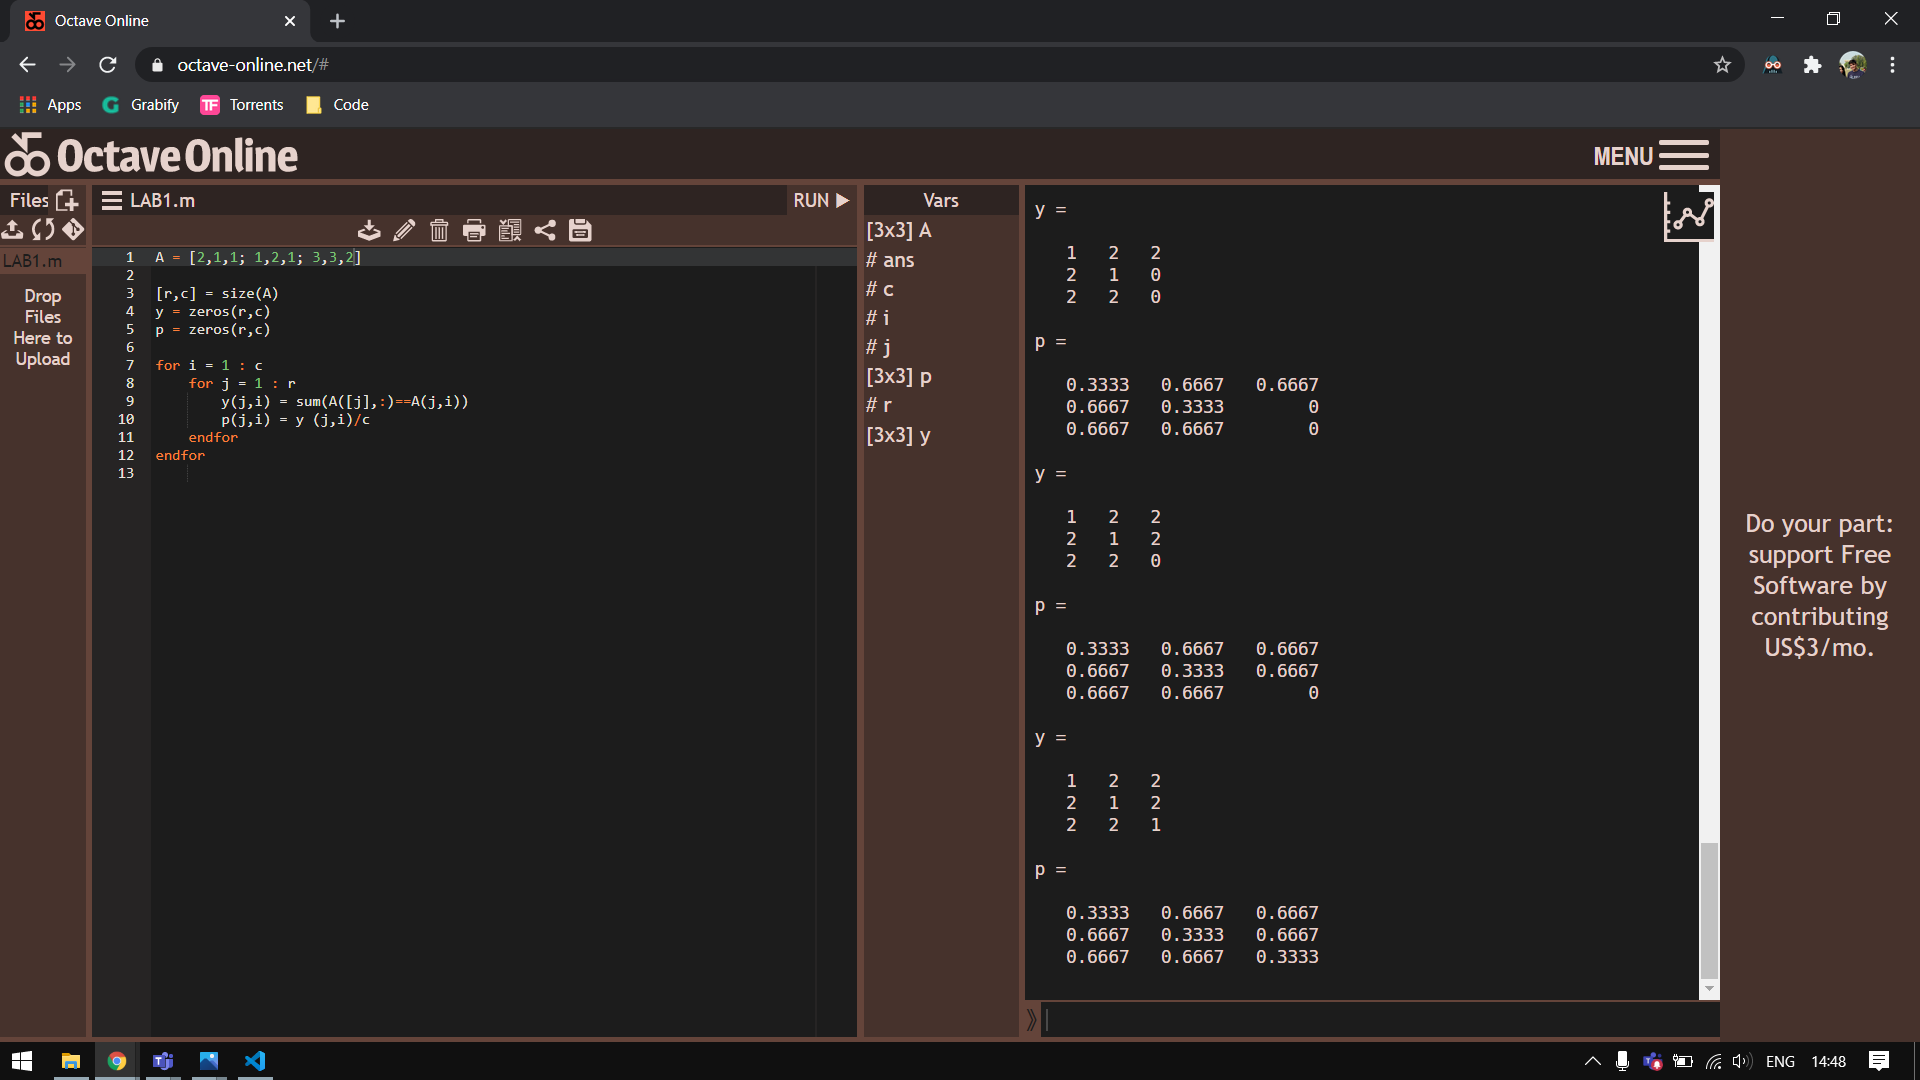 Octave Online
octave-online.net/#
Apps
Grabify
TF
Torrents
Code
Octave Online
MENU
Files
LAB1.m
Drop
Files
Here to
Upload
LAB1.m
RUN
1 A = [2,1,1; 1,2,1; 3,3,2]
2
3 [r,c] = size(A)
4 y = zeros(r,c)
5 p = zeros(r,c)
6
7 for i = 1 : c
8 for j = 1 : r
9 y(j,i) = sum(A([j],:)==A(j,i))
10 p(j,i) = y (j,i)/c
11 endfor
12 endfor
13
Vars
[3x3] A
# ans
# c
# i
# j
[3x3] p
# r
[3x3] y
y =
1 2 2
2 1 0
2 2 0
p =
0.3333 0.6667 0.6667
0.6667 0.3333 0
0.6667 0.6667 0
y =
1 2 2
2 1 2
2 2 0
p =
0.3333 0.6667 0.6667
0.6667 0.3333 0.6667
0.6667 0.6667 0
y =
1 2 2
2 1 2
2 2 1
p =
0.3333 0.6667 0.6667
0.6667 0.3333 0.6667
0.6667 0.6667 0.3333
Do your part:
support Free
Software by
contributing
US$3/mo.
ENG
14:48